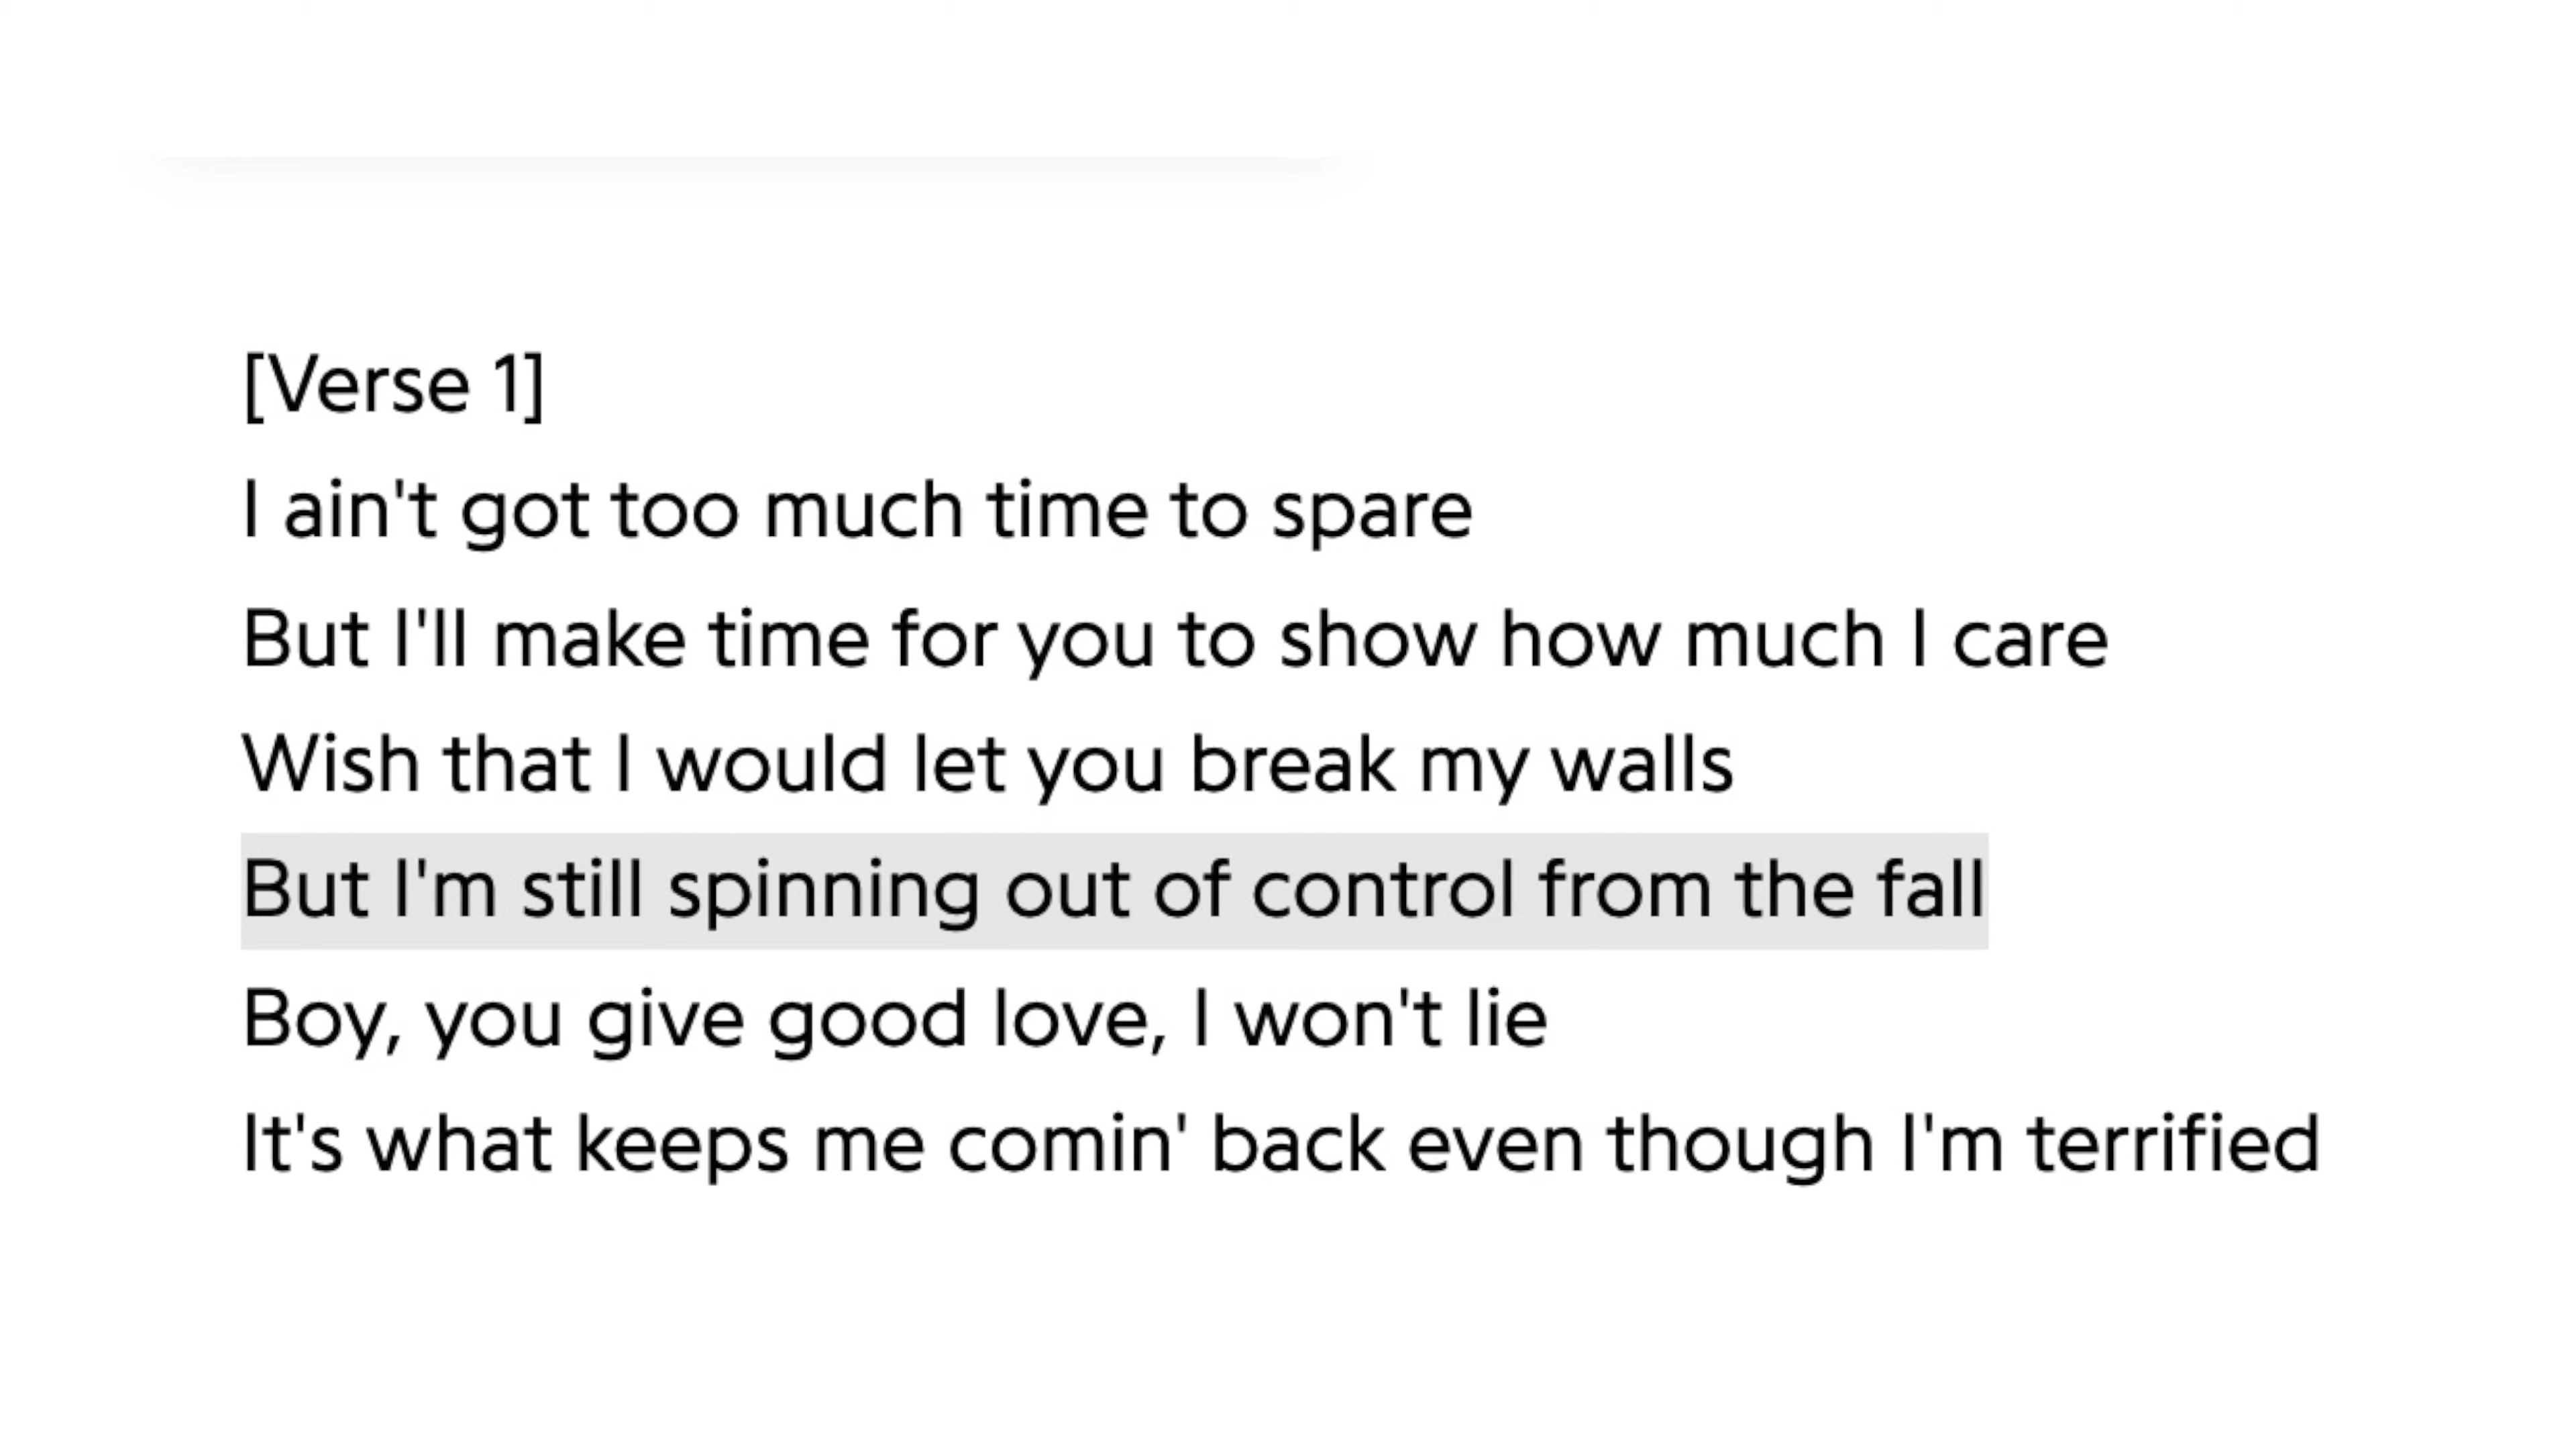 [Verse 1]
I ain't got too much time to spare
But I'll make time for you to show how much I care
Wish that I would let you break my walls
But I'm still spinning out of control from the fall
Boy, you give good love, I won't lie
It's what keeps me comin' back even though I'm terrified